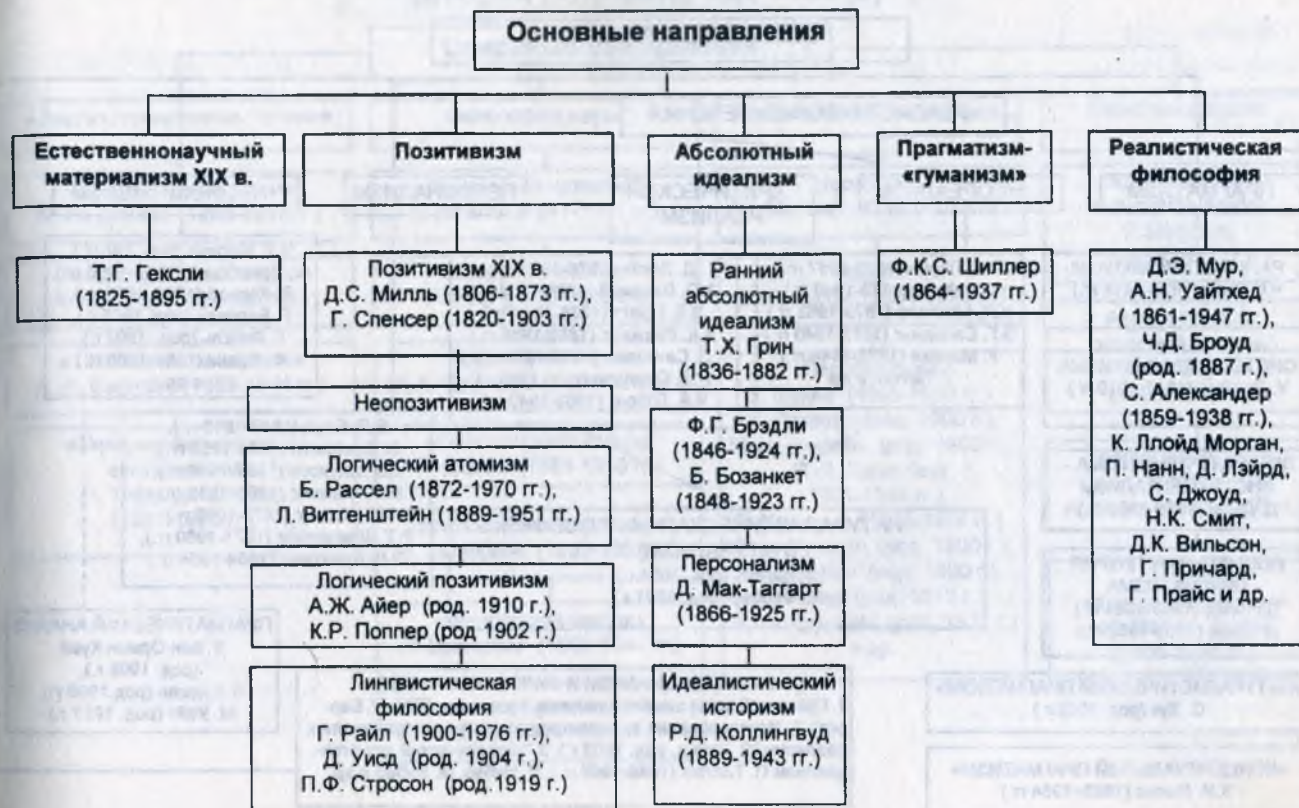 Основные направления
Естественнонаучный
материализм XIX в.
Т.Г. Гексли
(1825-1895 гг.)
Позитивизм
Позитивизм XIX в.
Д.С. Милль (1806-1873 гг.),
Г. Спенсер (1820-1903 гг.)
Неопозитивизм
Логический атомизм
Б. Рассел (1872-1970 гг.),
Л. Витгенштейн (1889-1951 гг.)
Логический позитивизм
А.Ж. Айер (род. 1910 г.),
К.Р. Поппер (род 1902 г.)
Лингвистическая
философия
Г. Райл (1900-1976 гг.),
Д. Уисд (род. 1904 г.),
П.Ф. Стросон (род.1919 г.)
Абсолютный
идеализм
Ранний
абсолютный
идеализм
Т.Х. Грин
(1836-1882 гг.)
Ф.Г. Брэдли
(1846-1924 гг.),
Б. Бозанкет
(1848-1923 гг.)
Персонализм
Д. Мак-Таггарт
(1866-1925 гг.)
Идеалистический
историзм
Р.Д. Коллингвуд
(1889-1943 гг.)
Прагматизм-
«гуманизм»
Ф.К.С. Шиллер
(1864-1937 гг.)
Реалистическая
философия
Д.Э. Мур,
А.Н. Уайтхед
( 1861-1947 гг.),
Ч.Д. Броуд
(род. 1887 г.),
С. Александер
(1859-1938 гг.),
К. Ллойд Морган,
П. Нанн, Д. Лэйрд,
С. Джоуд,
Н.К. Смит,
Д.К. Вильсон,
Г. Причард,
Г. Прайс и др.